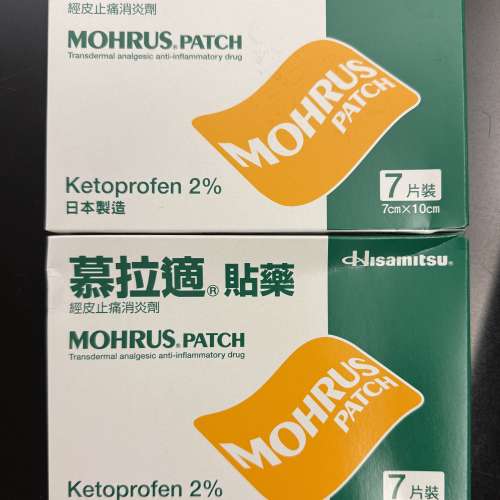 經皮止痛消炎劑
MOHRUS® PATCH
Transdermal analgesic anti-inflammatory drug
MOHRUS
PATCH
Ketoprofen 2%
日本製造
7片裝
7cm×10cm
慕拉適® 貼藥
Hisamitsu®
經皮止痛消炎劑
MOHRUS® PATCH
Transdermal analgesic anti-inflammatory drug
MOHRUS
PATCH
Ketoprofen 2%
7片裝